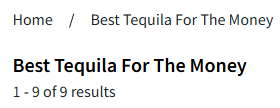 Home / Best Tequila For The Money
Best Tequila For The Money
1 - 9 of 9 results